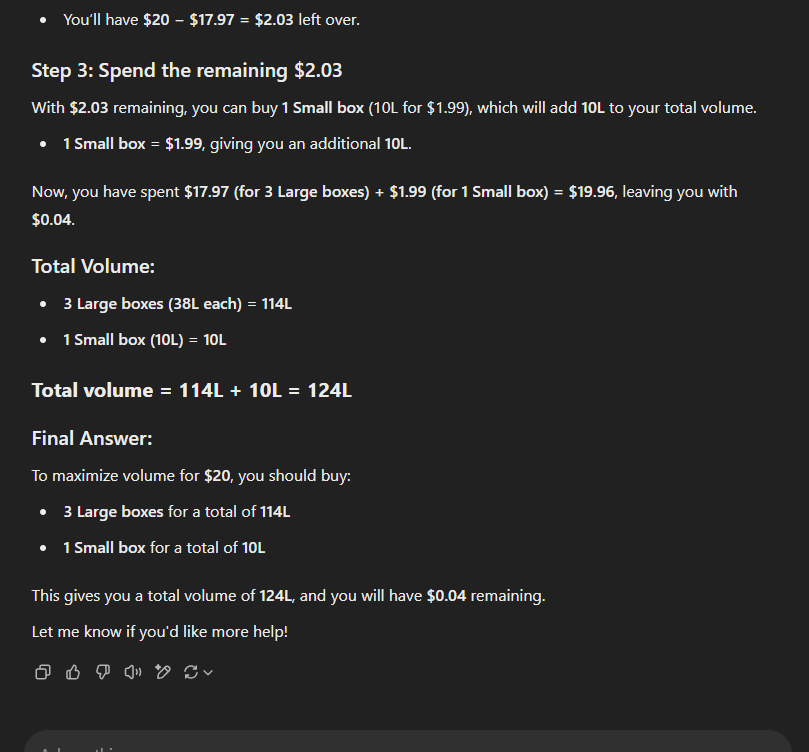 You'll have $20 − $17.97 = $2.03 left over.
Step 3: Spend the remaining $2.03
With $2.03 remaining, you can buy 1 Small box (10L for $1.99), which will add 10L to your total volume.
1 Small box = $1.99, giving you an additional 10L.
Now, you have spent $17.97 (for 3 Large boxes) + $1.99 (for 1 Small box) = $19.96, leaving you with
$0.04.
Total Volume:
3 Large boxes (38L each) = 114L
1 Small box (10L) = 10L
Total volume = 114L + 10L = 124L
Final Answer:
To maximize volume for $20, you should buy:
3 Large boxes for a total of 114L
1 Small box for a total of 10L
This gives you a total volume of 124L, and you will have $0.04 remaining.
Let me know if you'd like more help!